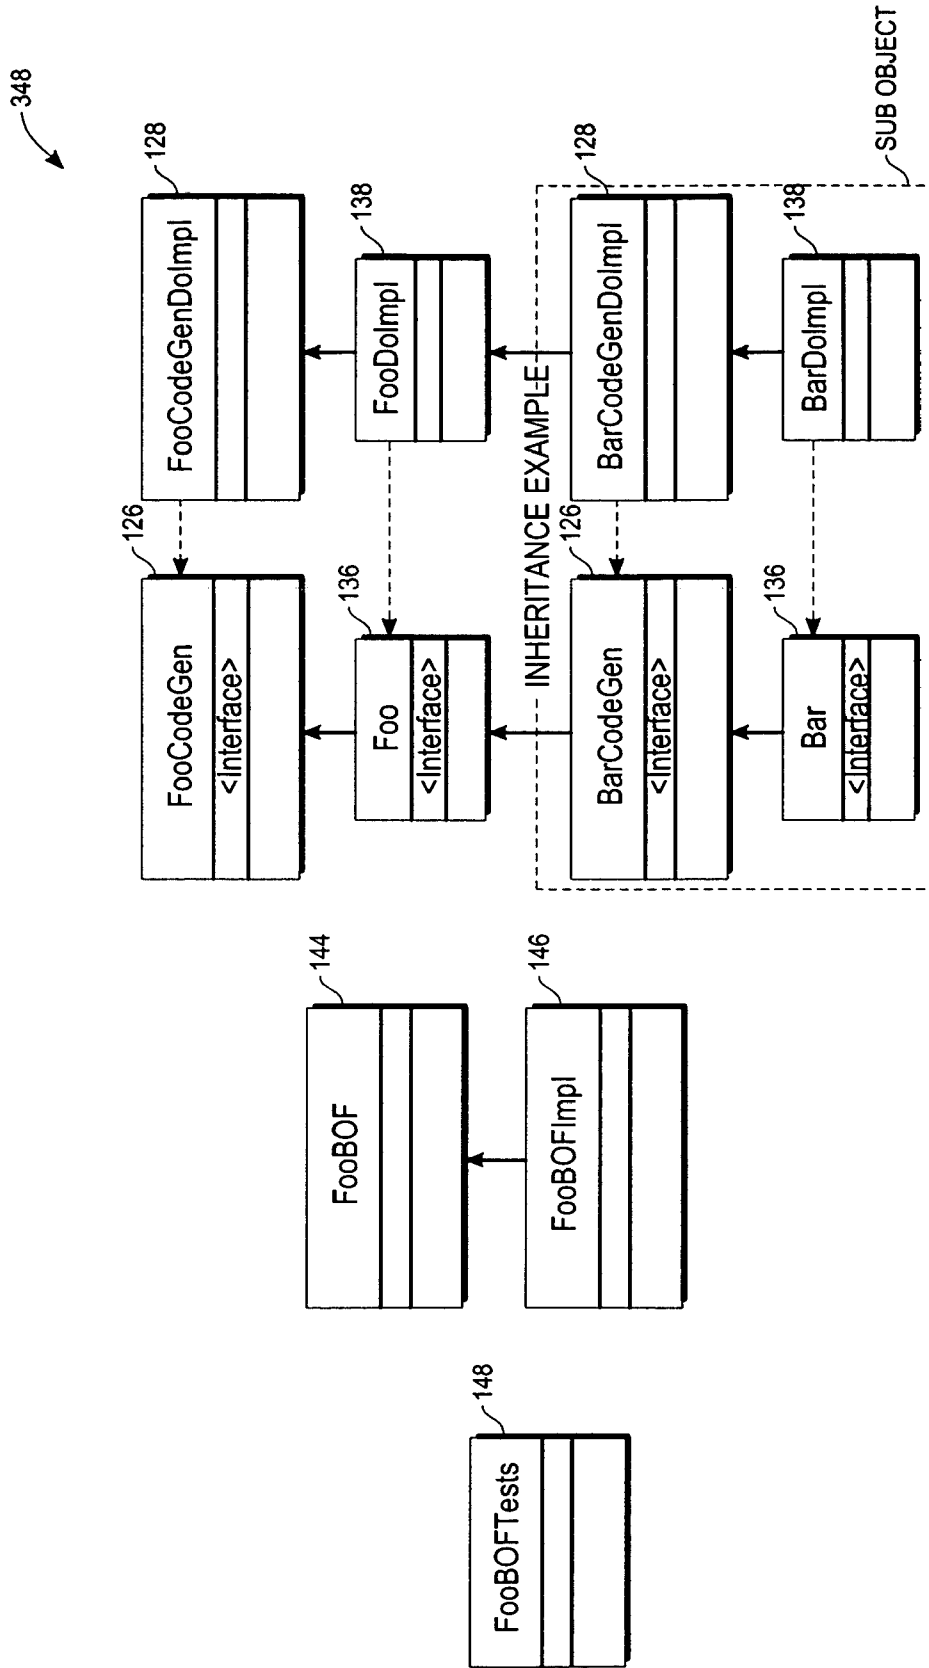 348
FooCodeGen
<Interface>
126
FooCodeGenDoImpl
128
Foo
<Interface>
136
FooDoImpl
138
INHERITANCE EXAMPLE
BarCodeGen
<Interface>
126
BarCodeGenDoImpl
128
Bar
<Interface>
136
BarDoImpl
138
SUB OBJECT
FooBOF
144
FooBOFImpl
146
FooBOFTests
148